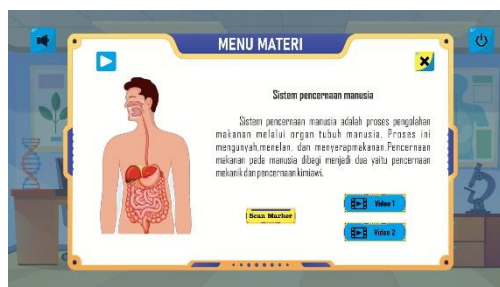 MENU MATERI
Sistem pencernaan manusia
Sistem pencernaan manusia adalah proses pengolahan
makanan melalui organ tubuh manusia. Proses ini
mengunyah,menelan, dan menyerapmakanan.Pencernaan
makanan pada manusia dibagi menjadi dua yaitu pencernaan
mekanik dan pencernaan kimiawi.
Scan Marker
Video 1
Video 2